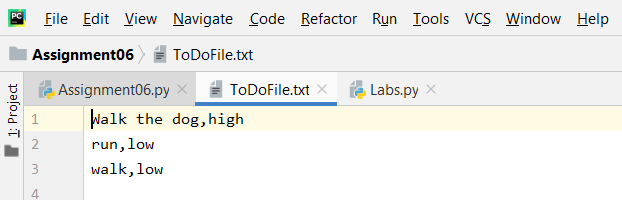 PC File Edit View Navigate Code Refactor Run Tools VCS Window Help
Assignment06 ToDoFile.txt
Assignment06.py ToDoFile.txt Labs.py
1: Project
1 Walk the dog,high
2 run,low
3 walk,low
4